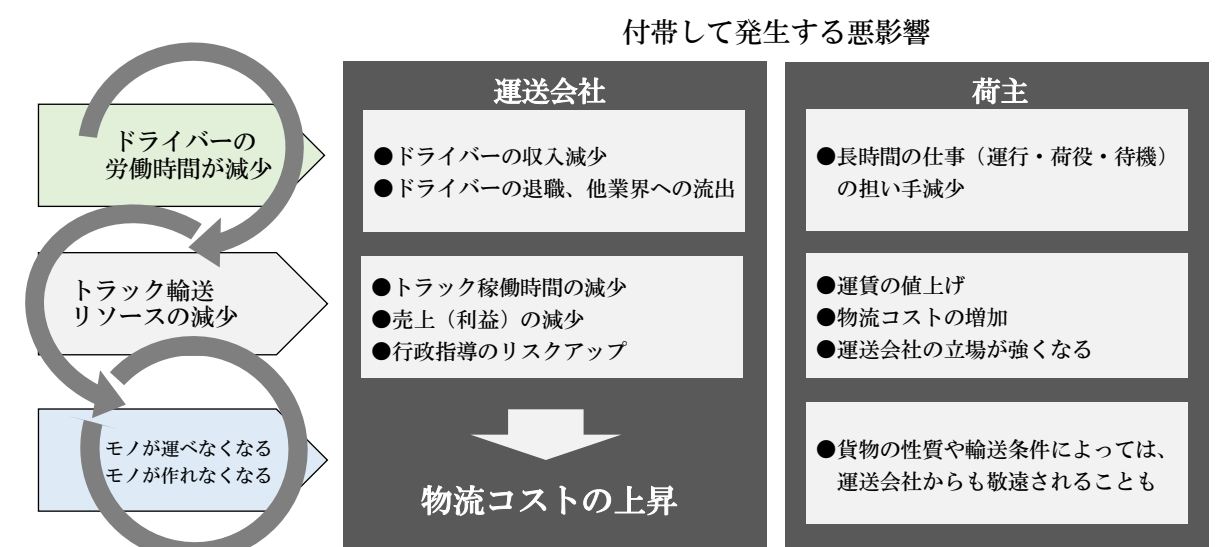 付帯して発生する悪影響
ドライバーの
労働時間が減少
トラック輸送
リソースの減少
モノが運べなくなる
モノが作れなくなる
運送会社
●ドライバーの収入減少
●ドライバーの退職、他業界への流出
●トラック稼働時間の減少
●売上（利益）の減少
●行政指導のリスクアップ
物流コストの上昇
荷主
●長時間の仕事（運行・荷役・待機）
の担い手減少
●運賃の値上げ
●物流コストの増加
●運送会社の立場が強くなる
●貨物の性質や輸送条件によっては、
運送会社からも敬遠されることも